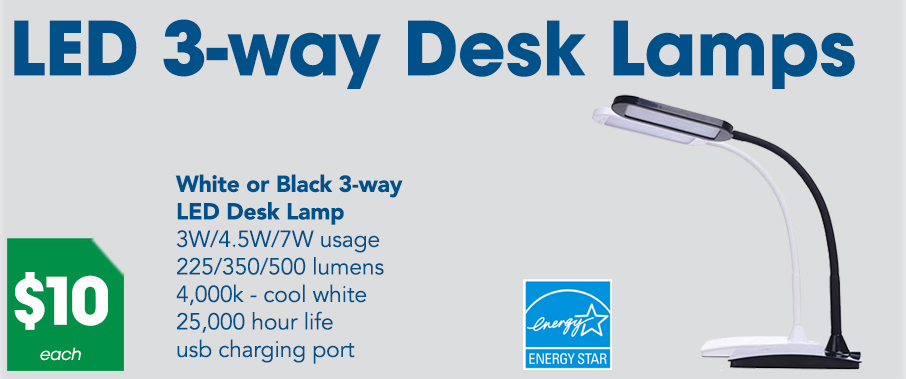 LED 3-way Desk Lamps
White or Black 3-way
LED Desk Lamp
3W/4.5W/7W usage
225/350/500 lumens
4,000k - cool white
25,000 hour life
usb charging port
$10
each
energy
ENERGY STAR